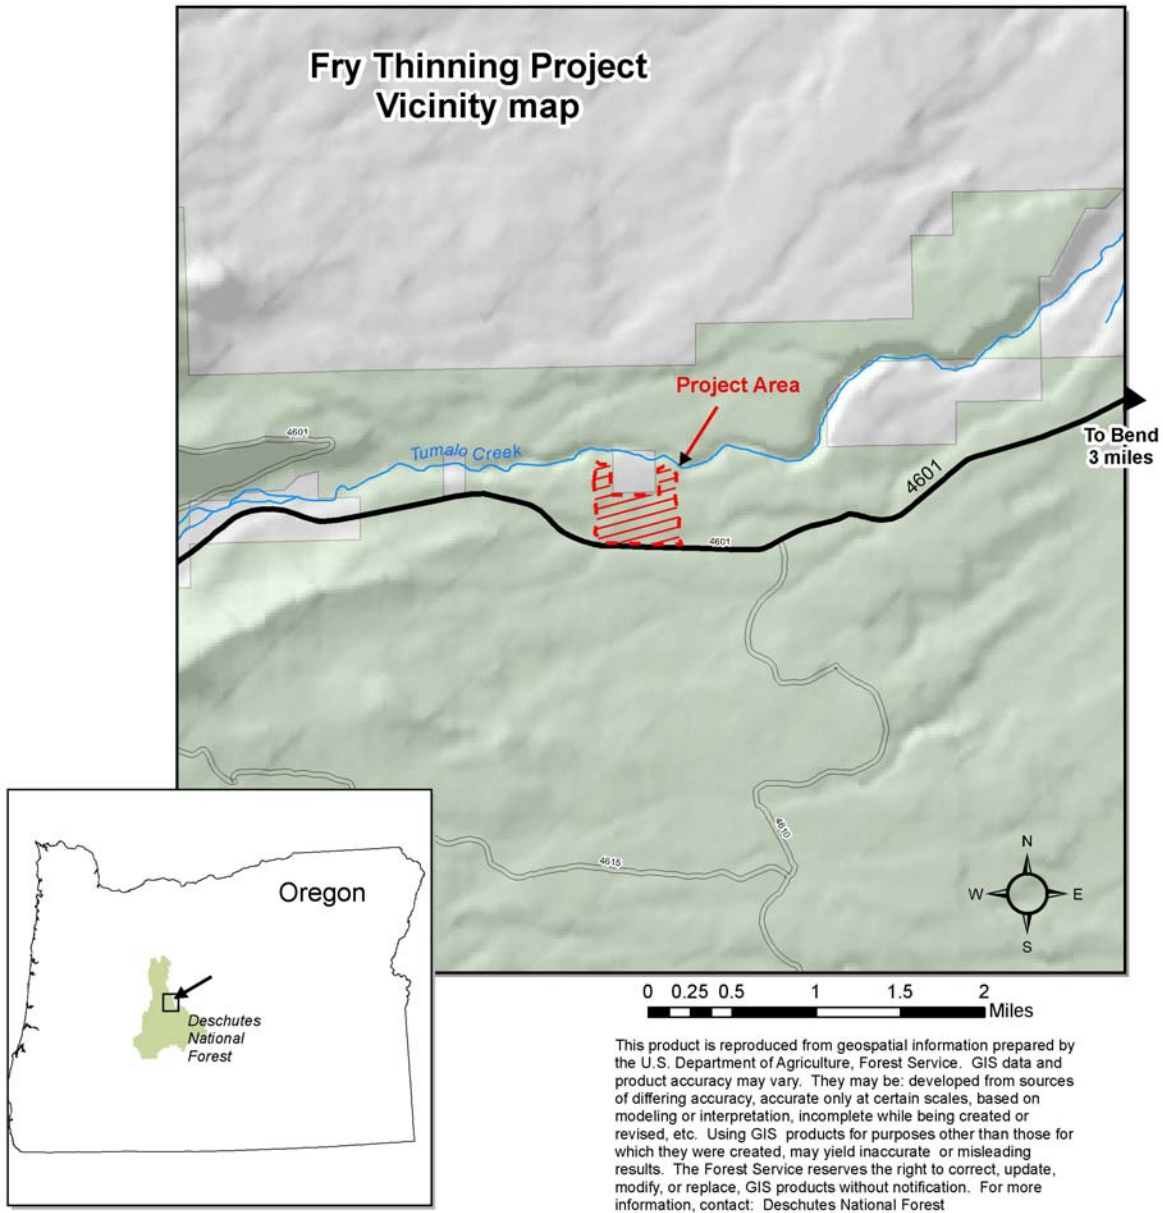 Fry Thinning Project
Vicinity map
Project Area
4601
Tumalo Creek
To Bend
3 miles
4601
4601
4610
4615
N
W
E
S
Oregon
Deschutes
National
Forest
0 0.25 0.5 1 1.5 2
Miles
This product is reproduced from geospatial information prepared by
the U.S. Department of Agriculture, Forest Service. GIS data and
product accuracy may vary. They may be: developed from sources
of differing accuracy, accurate only at certain scales, based on
modeling or interpretation, incomplete while being created or
revised, etc. Using GIS products for purposes other than those for
which they were created, may yield inaccurate or misleading
results. The Forest Service reserves the right to correct, update,
modify, or replace, GIS products without notification. For more
information, contact: Deschutes National Forest